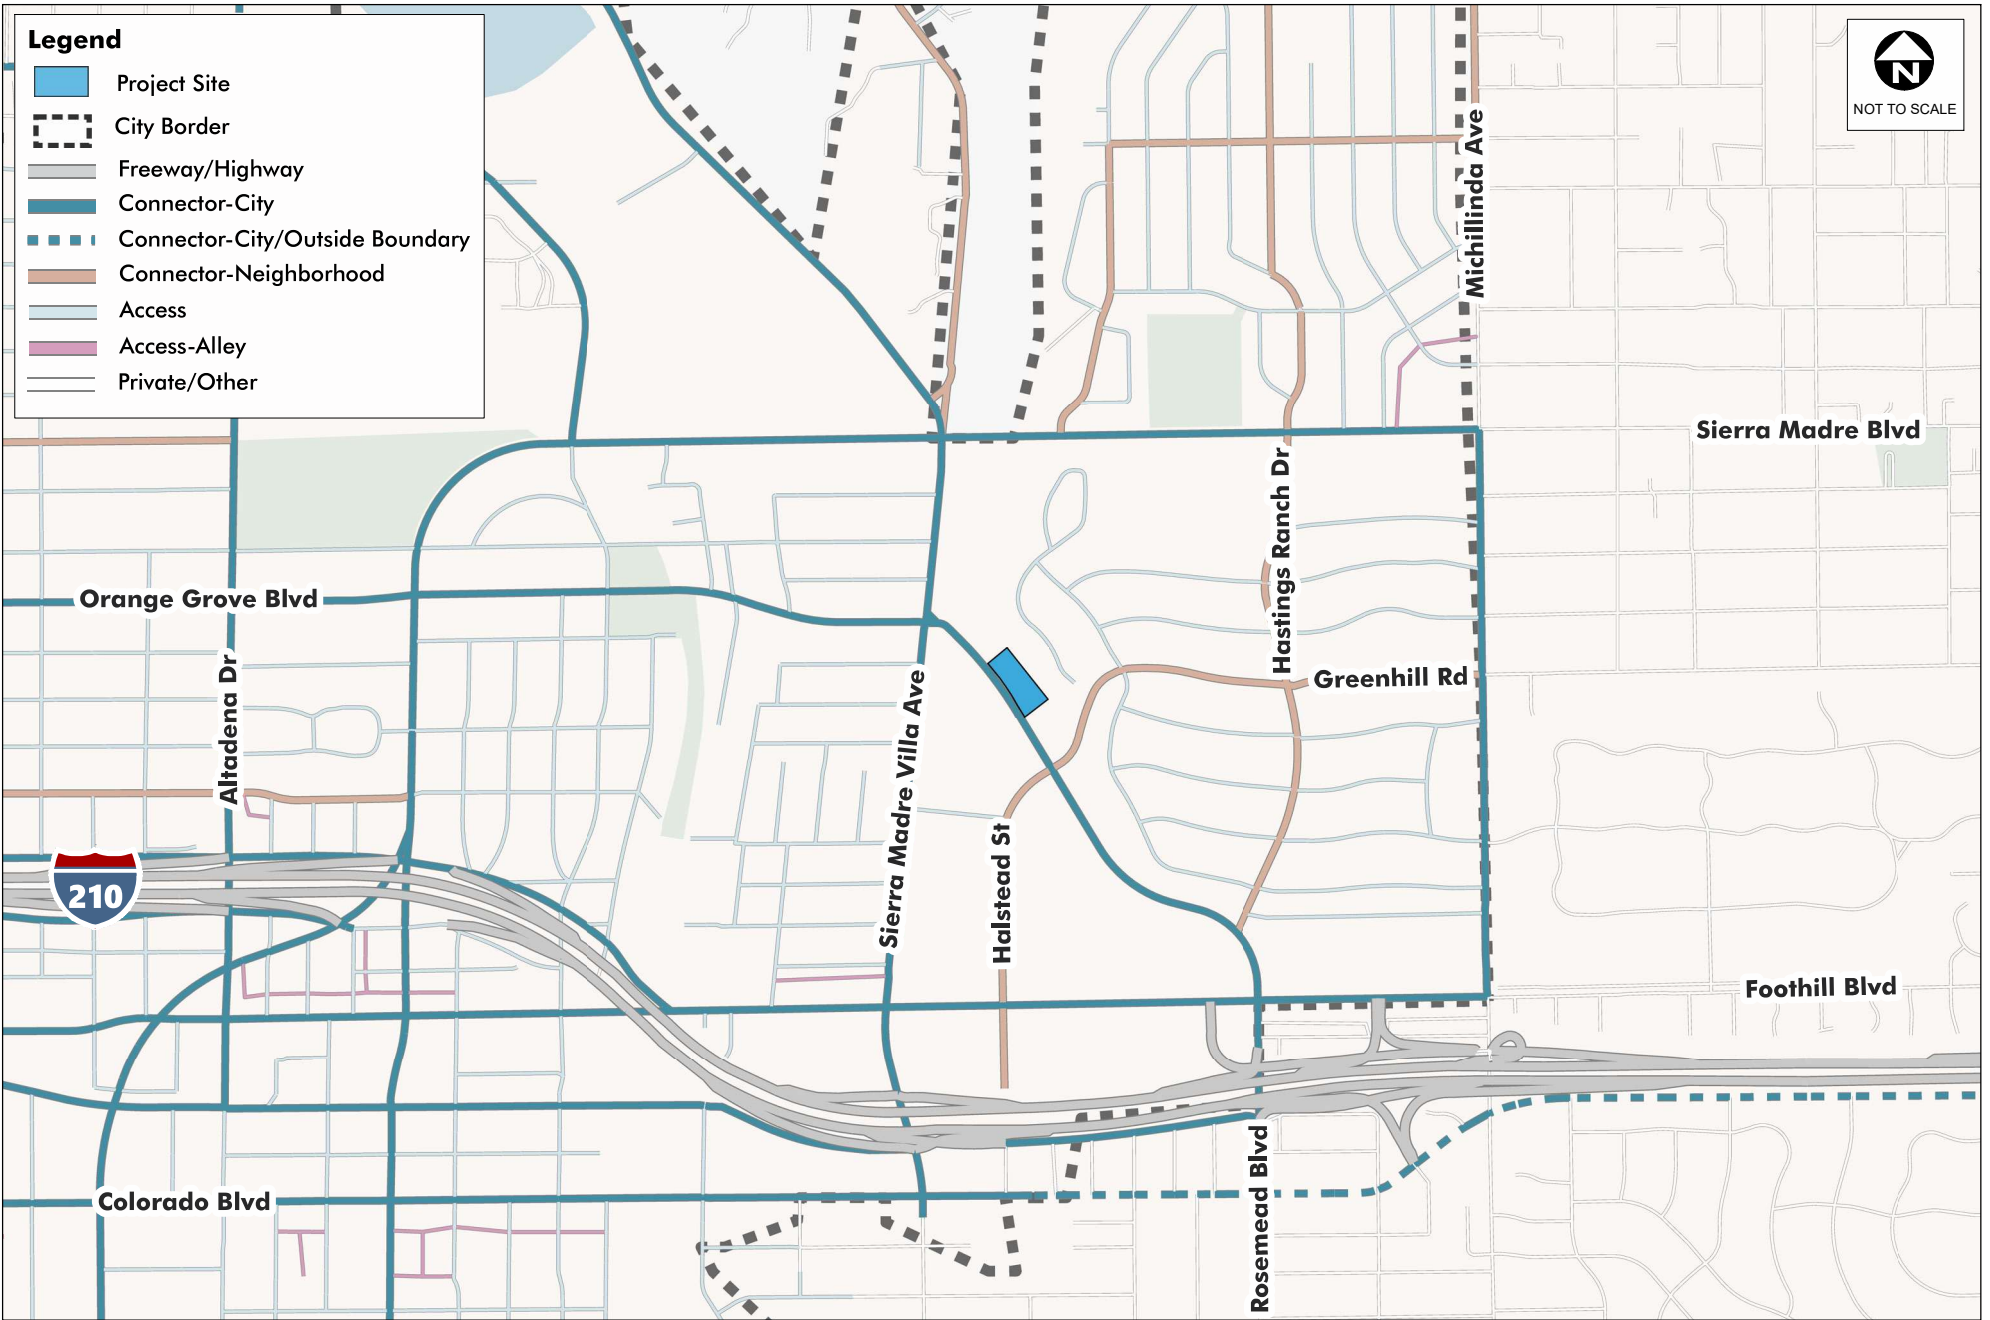 Legend
Project Site
City Border
Freeway/Highway
Connector-City
Connector-City/Outside Boundary
Connector-Neighborhood
Access
Access-Alley
Private/Other
N
NOT TO SCALE
Michillinda Ave
Sierra Madre Blvd
Hastings Ranch Dr
Orange Grove Blvd
Altadena Dr
Sierra Madre Villa Ave
Greenhill Rd
Halstead St
210
Foothill Blvd
Colorado Blvd
Rosemead Blvd